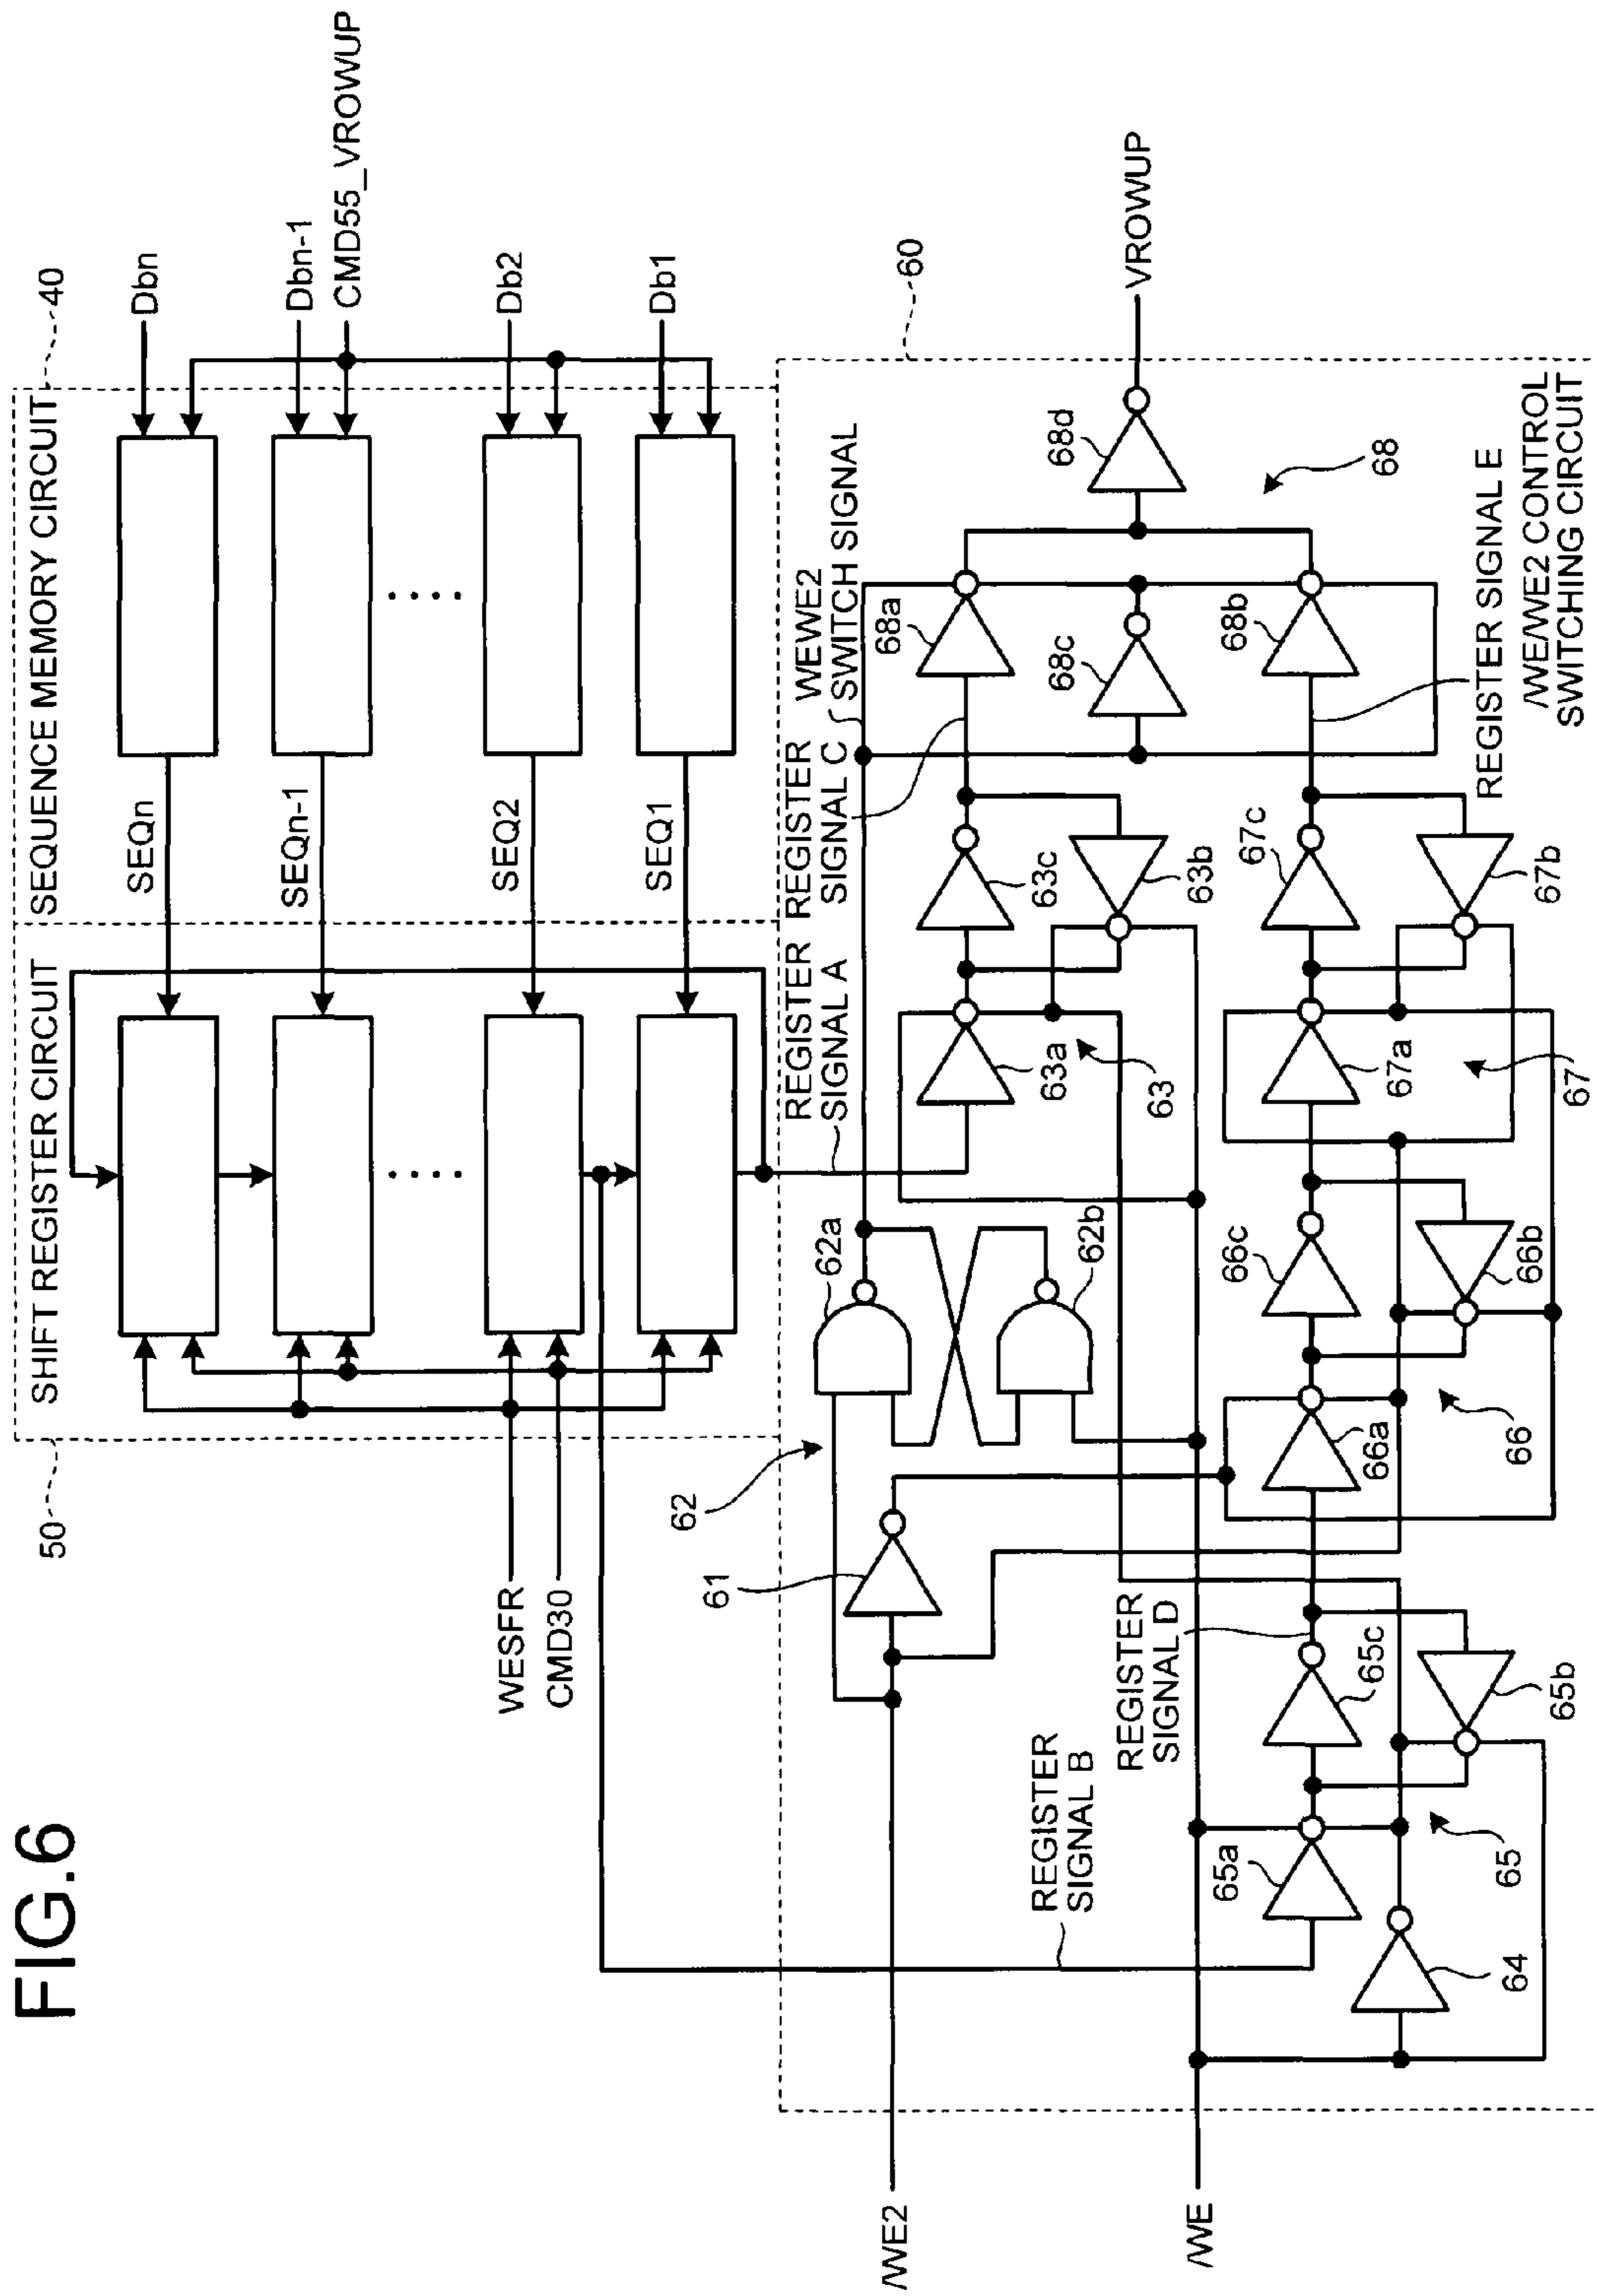 FIG.6
50
SHIFT REGISTER CIRCUIT
SEQUENCE MEMORY CIRCUIT
40
SEQn
Dbn
SEQn-1
Dbn-1
CMD55_VROWUP
SEQ2
Db2
SEQ1
Db1
WESFR
CMD30
60
62
62a
62b
61
REGISTER
SIGNAL A
REGISTER
SIGNAL C
WEWE2
SWITCH SIGNAL
63a
63
63c
63b
68a
68c
68b
68d
68
VROWUP
REGISTER
SIGNAL B
REGISTER
SIGNAL D
65a
65c
65b
65
64
66a
66c
66b
66
67a
67c
67b
67
REGISTER SIGNAL E
/WE/WE2 CONTROL
SWITCHING CIRCUIT
/WE2
/WE